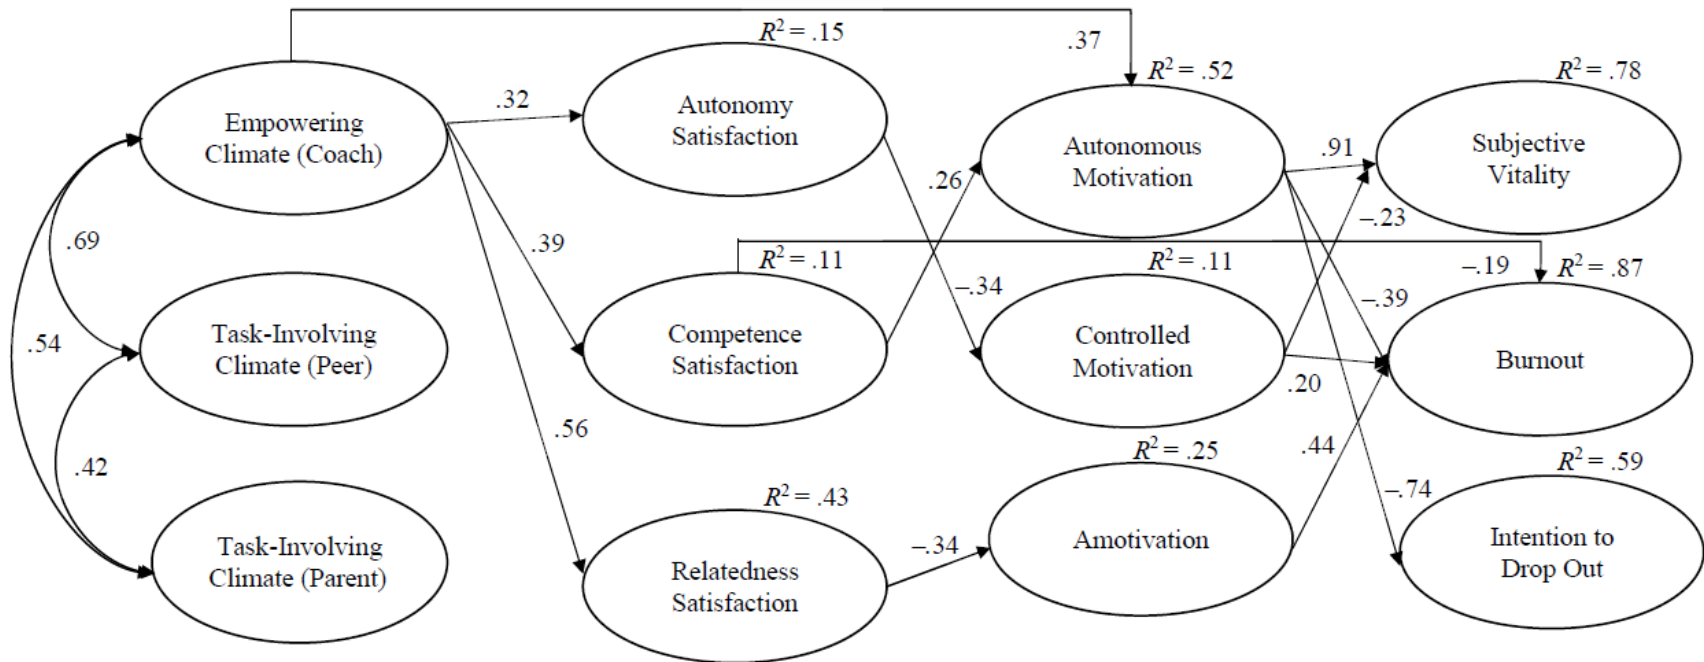 R² = .15
.37
R² = .52
R² = .78
Empowering
Climate (Coach)
.32
Autonomy
Satisfaction
Autonomous
Motivation
.91
Subjective
Vitality
.26
–.23
.69
.39
R² = .11
–.34
R² = .11
–.19
R² = .87
–.39
.54
Task-Involving
Climate (Peer)
Competence
Satisfaction
Controlled
Motivation
.20
Burnout
.56
.42
R² = .25
.44
R² = .59
R² = .43
–.74
Task-Involving
Climate (Parent)
Relatedness
Satisfaction
–.34
Amotivation
Intention to
Drop Out